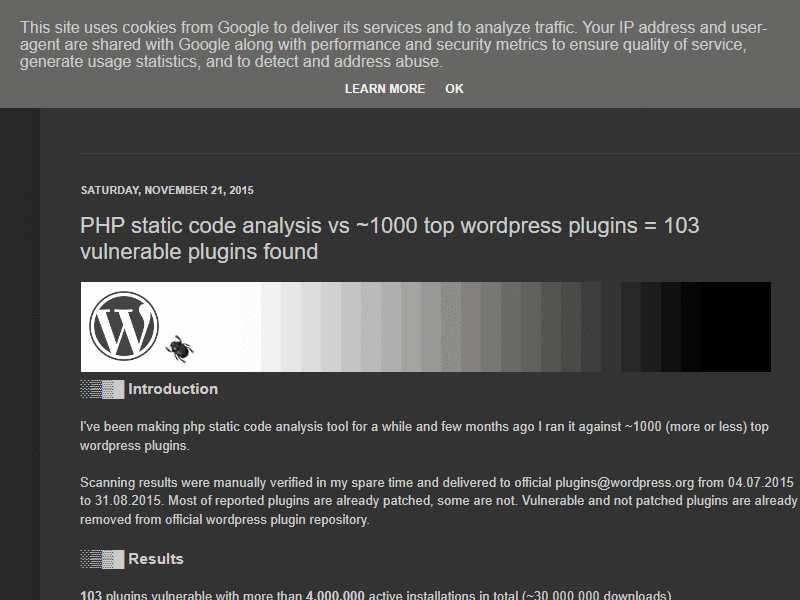 This site uses cookies from Google to deliver its services and to analyze traffic. Your IP address and user-
agent are shared with Google along with performance and security metrics to ensure quality of service,
generate usage statistics, and to detect and address abuse.
LEARN MORE OK
SATURDAY, NOVEMBER 21, 2015
PHP static code analysis vs ~1000 top wordpress plugins = 103
vulnerable plugins found
W
░▒▓█ Introduction
I've been making php static code analysis tool for a while and few months ago I ran it against ~1000 (more or less) top
wordpress plugins.
Scanning results were manually verified in my spare time and delivered to official plugins@wordpress.org from 04.07.2015
to 31.08.2015. Most of reported plugins are already patched, some are not. Vulnerable and not patched plugins are already
removed from official wordpress plugin repository.
░▒▓█ Results
103 plugins vulnerable with more than 4.000.000 active installations in total (~30.000.000 downloads)